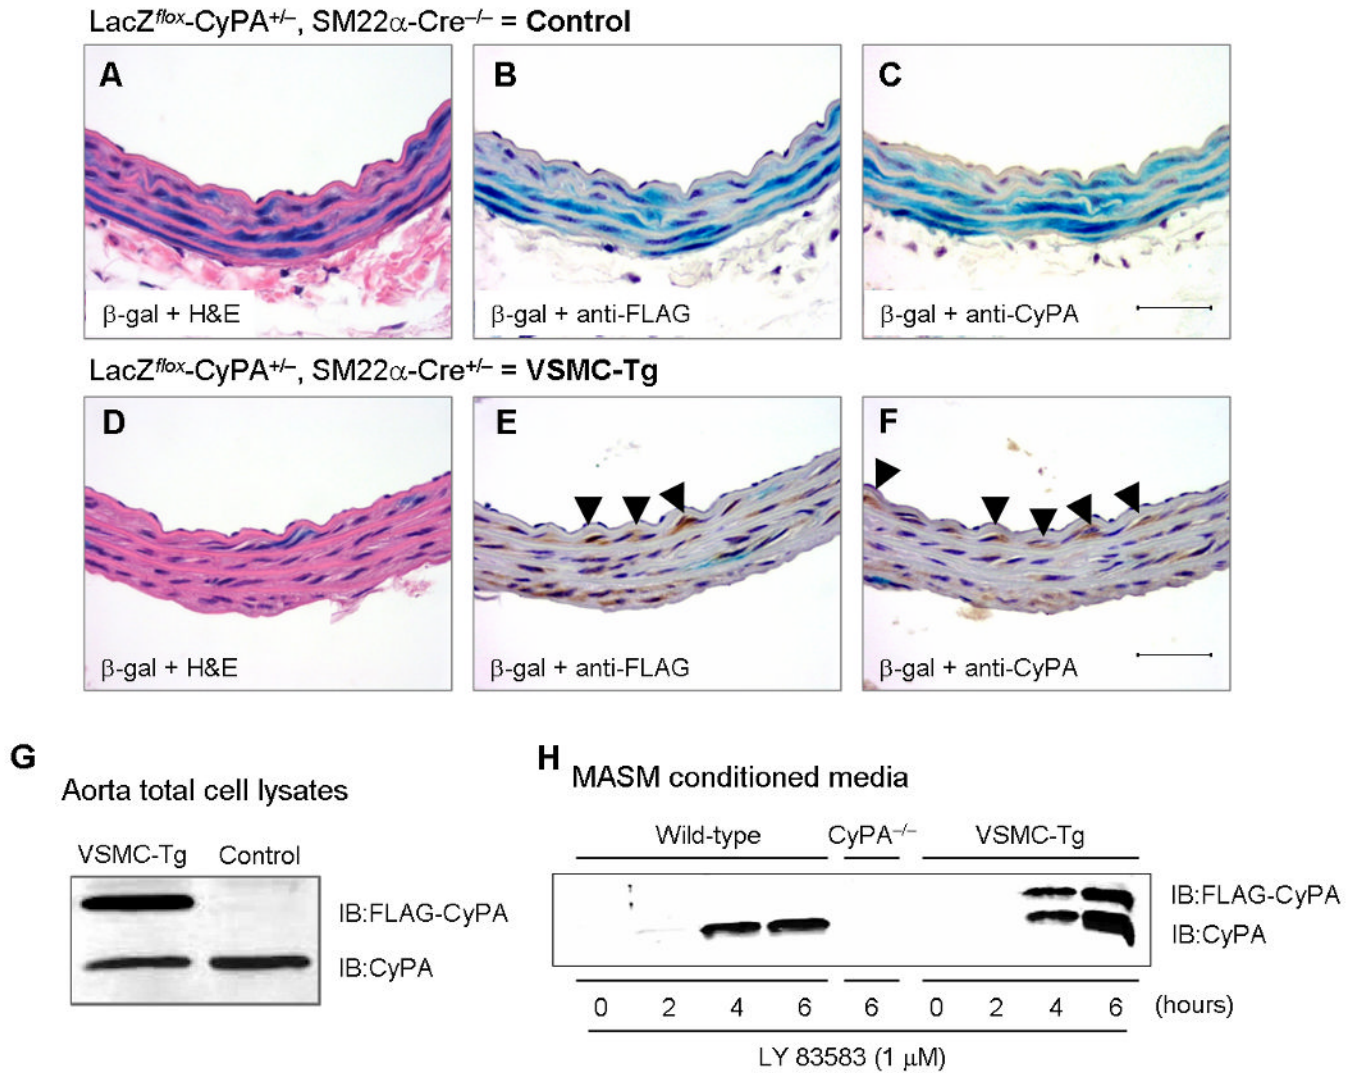 LacZflox-CyPA+/–, SM22α-Cre–/– = Control
A
B
C
β-gal + H&E
β-gal + anti-FLAG
β-gal + anti-CyPA
LacZflox-CyPA+/–, SM22α-Cre+/– = VSMC-Tg
D
E
F
β-gal + H&E
β-gal + anti-FLAG
β-gal + anti-CyPA
G
Aorta total cell lysates
VSMC-Tg Control
IB:FLAG-CyPA
IB:CyPA
H
MASM conditioned media
Wild-type CyPA–/– VSMC-Tg
IB:FLAG-CyPA
IB:CyPA
0 2 4 6 6 0 2 4 6 (hours)
LY 83583 (1 μM)